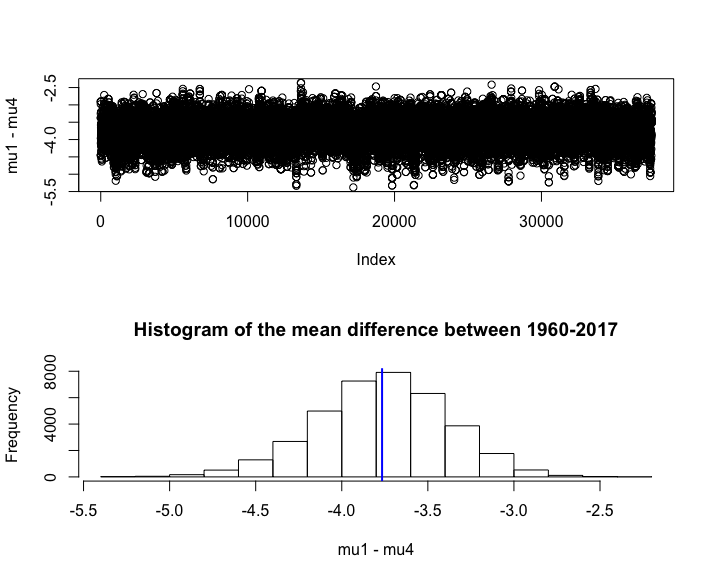 mu1 - mu4
-2.5
-4.0
-5.5
0 10000 20000 30000
Index
Histogram of the mean difference between 1960-2017
Frequency
8000
4000
0
-5.5 -5.0 -4.5 -4.0 -3.5 -3.0 -2.5
mu1 - mu4